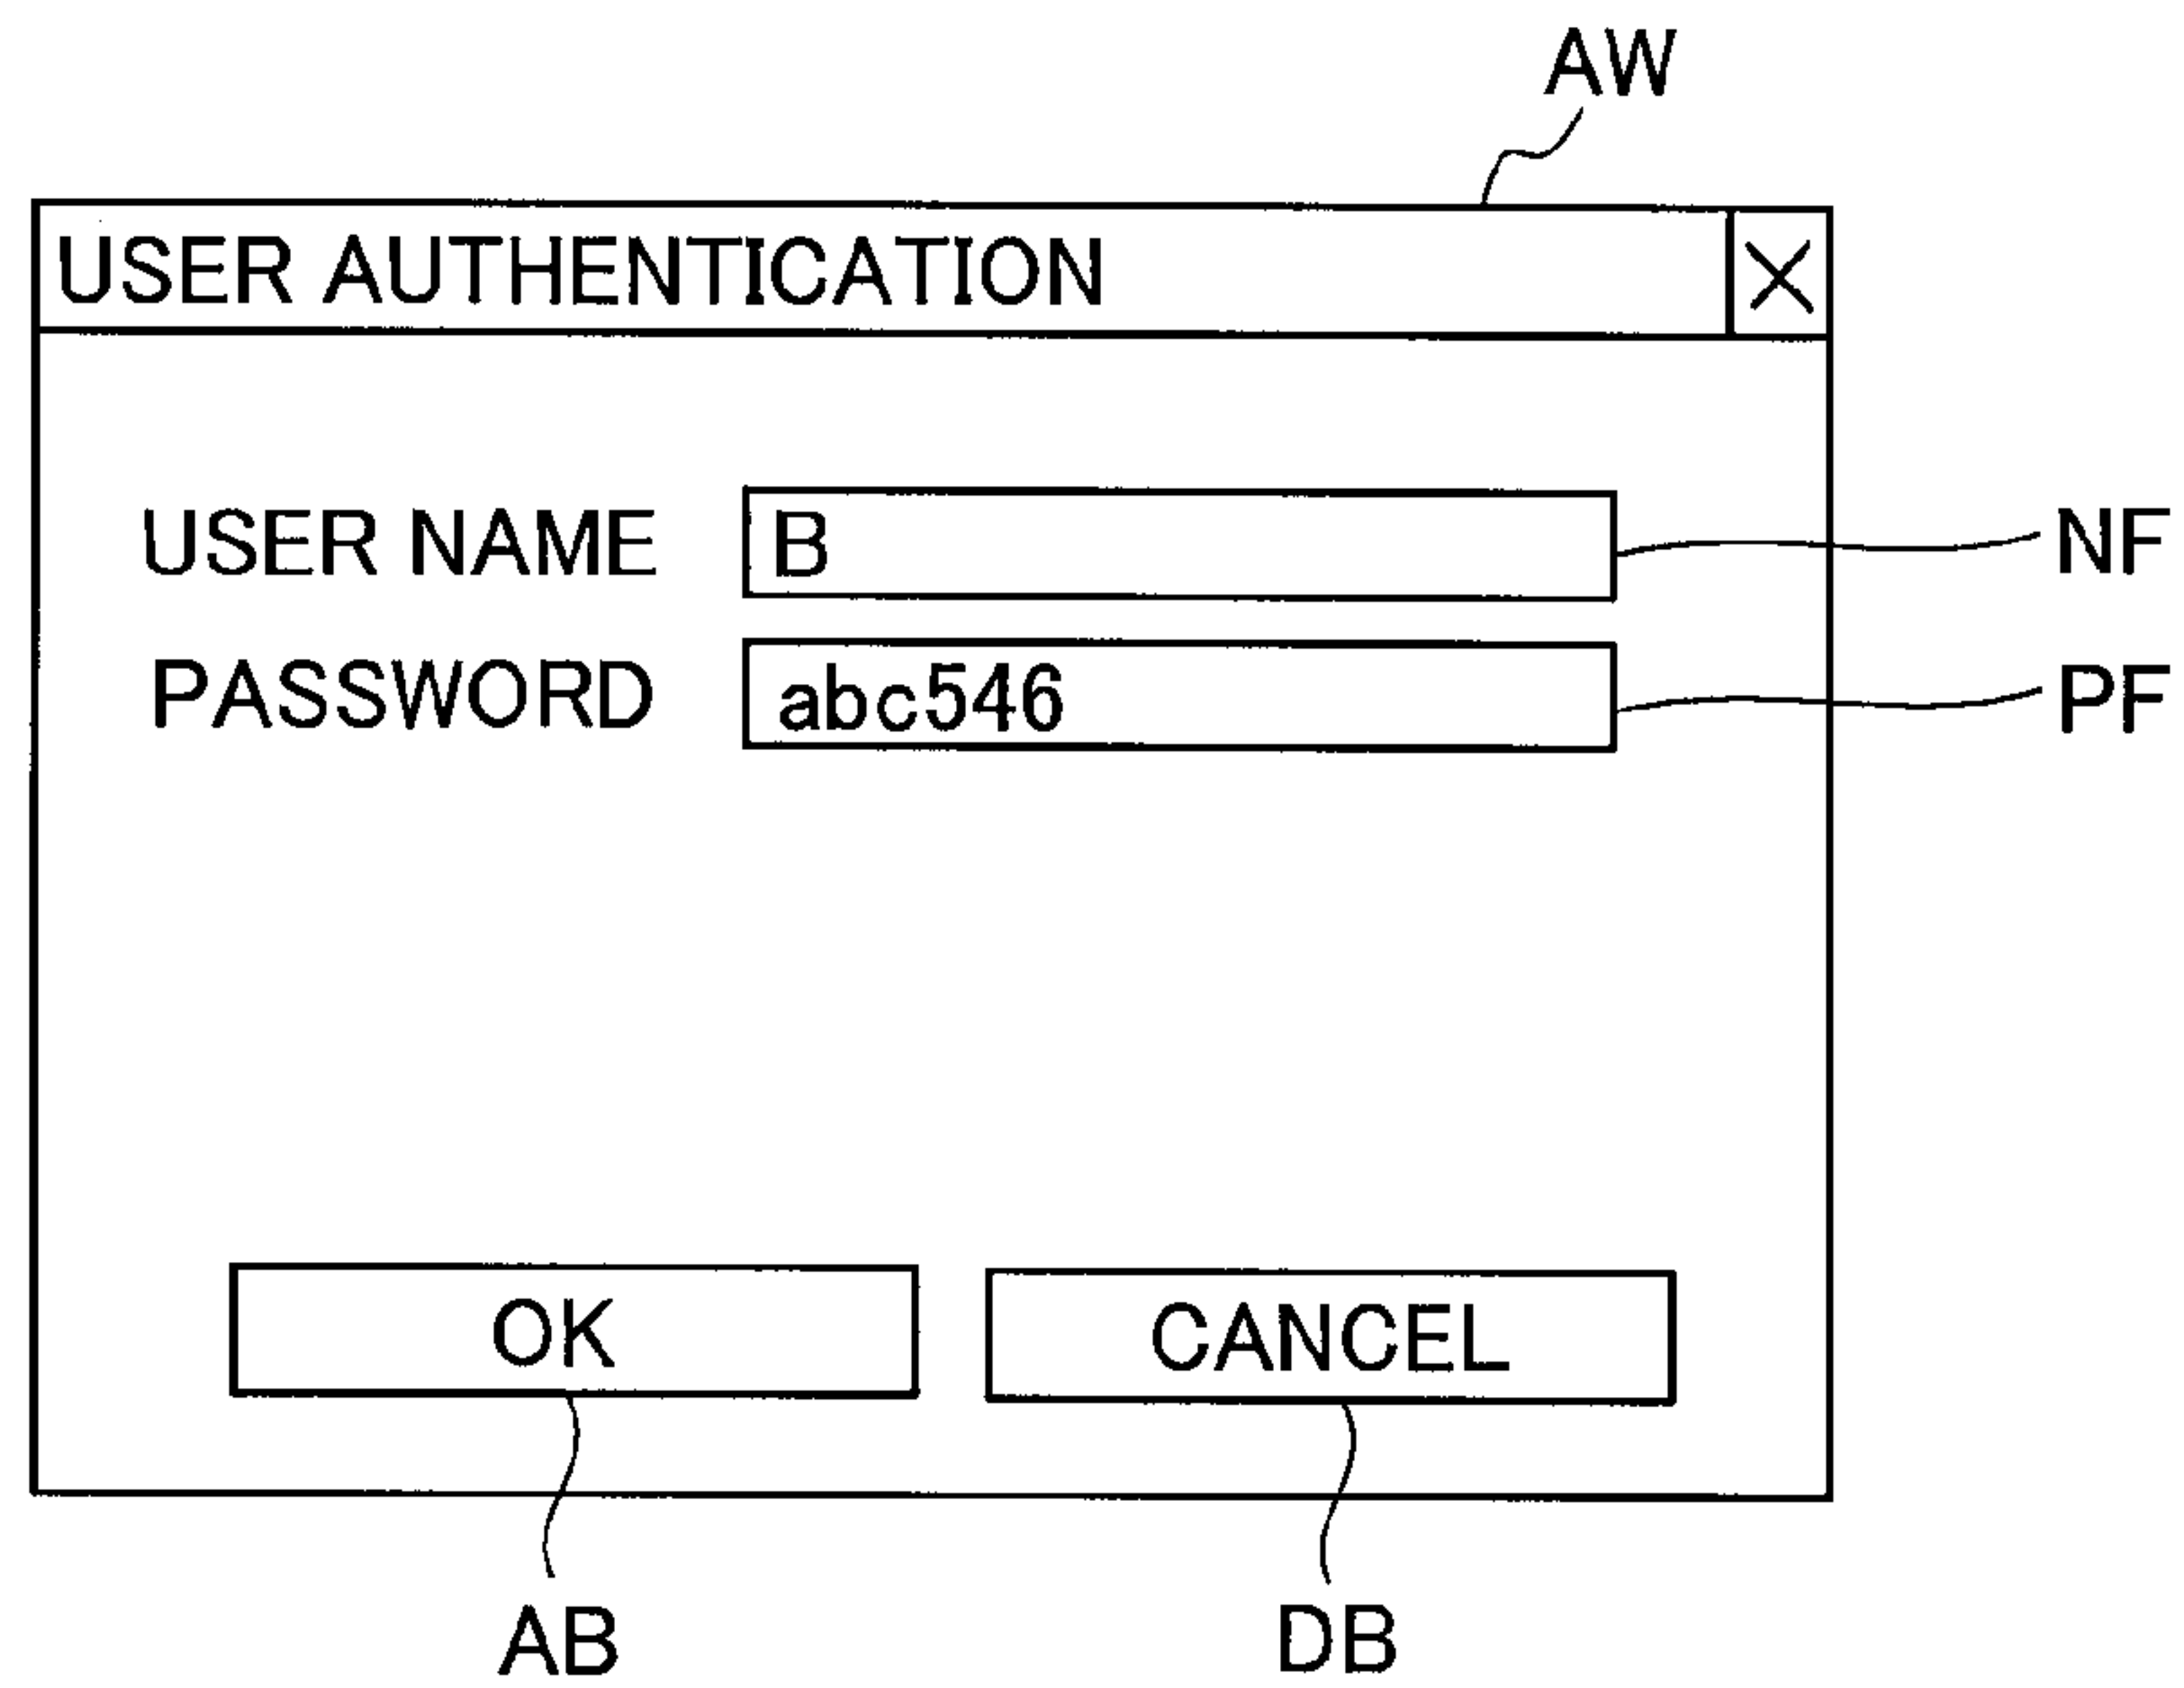 AW
USER AUTHENTICATION X
USER NAME B NF
PASSWORD abc546 PF
OK CANCEL
AB DB